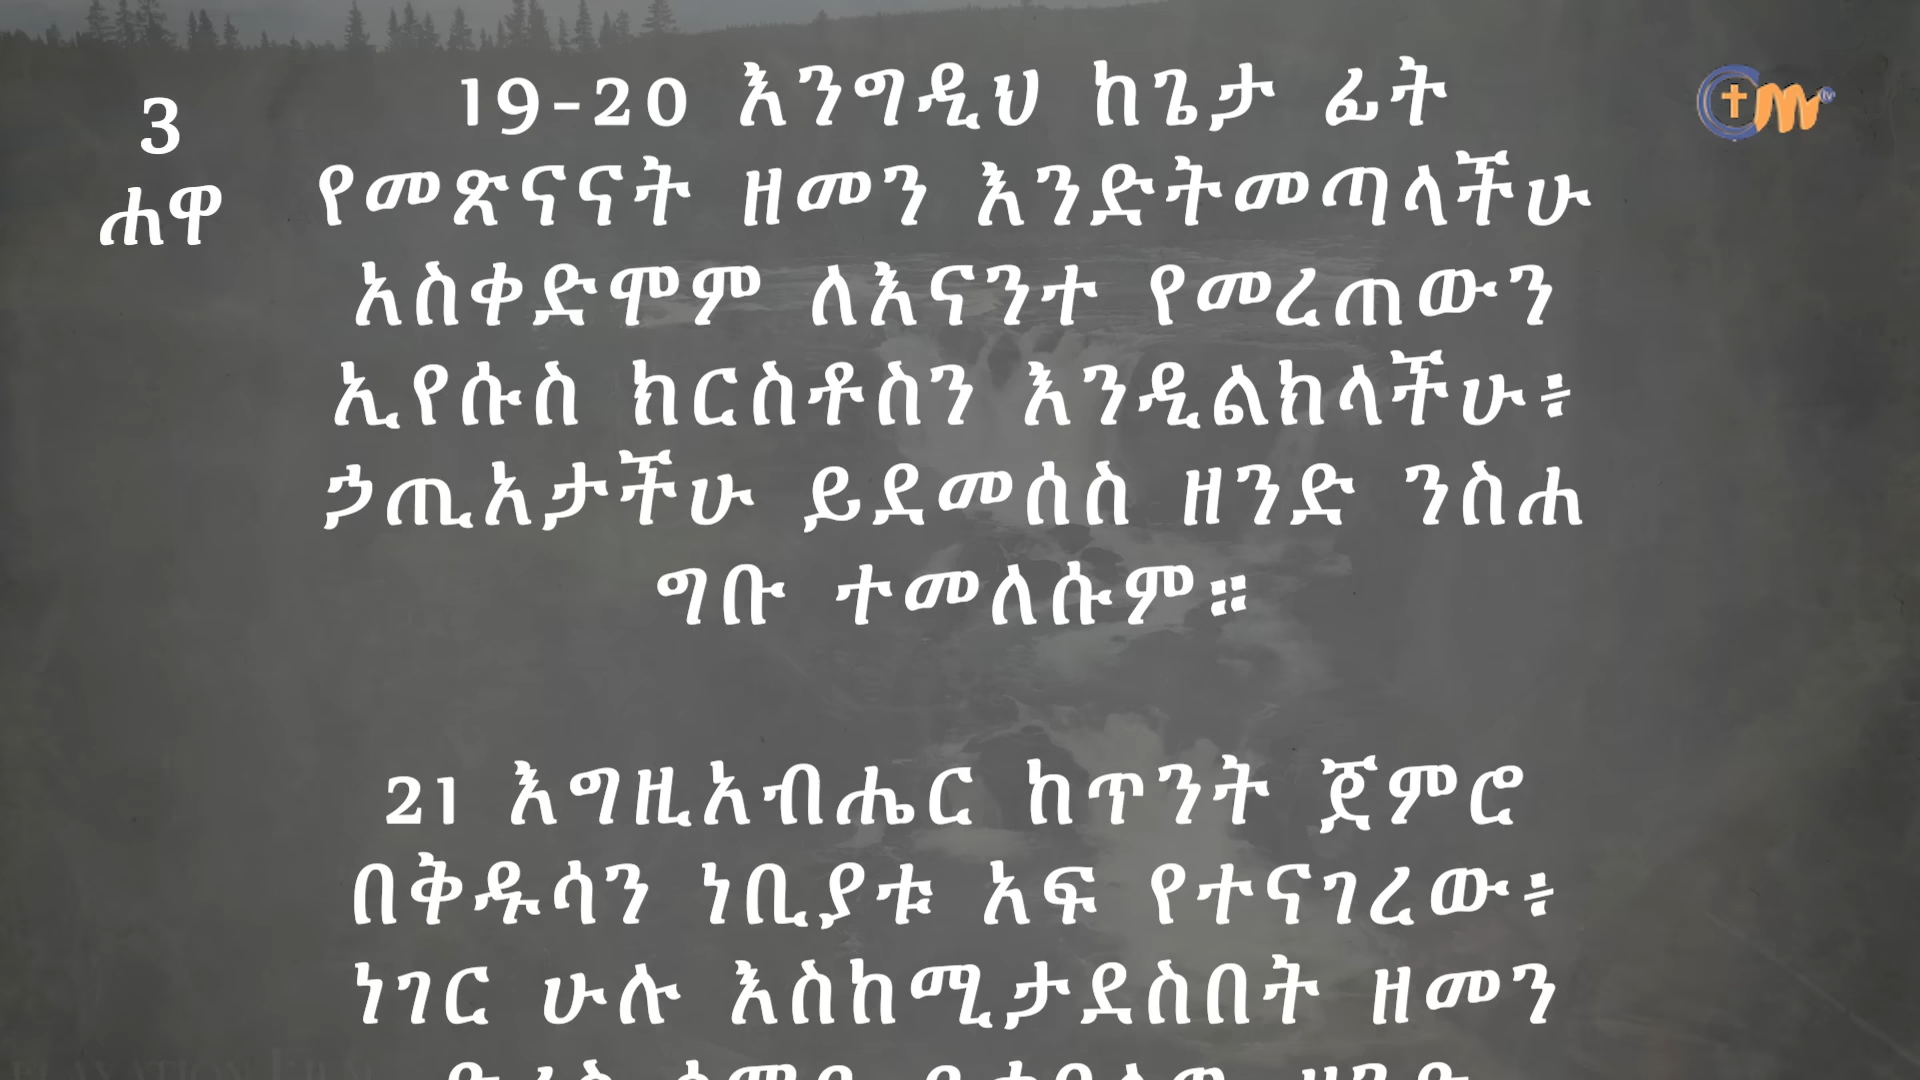 3
ሐዋ
19-20 እንግዲህ ከጌታ ፊት
የመጽናናት ዘመን እንድትመጣላችሁ
አስቀድሞም ለእናንተ የመረጠውን
ኢየሱስ ክርስቶስን እንዲልክላችሁ፥
ኃጢአታችሁ ይደመሰስ ዘንድ ንስሐ
ግቡ ተመለሱም።
21 እግዚአብሔር ከጥንት ጀምሮ
በቅዱሳን ነቢያቱ አፍ የተናገረው፥
ነገር ሁሉ እስከሚታደስበት ዘመን